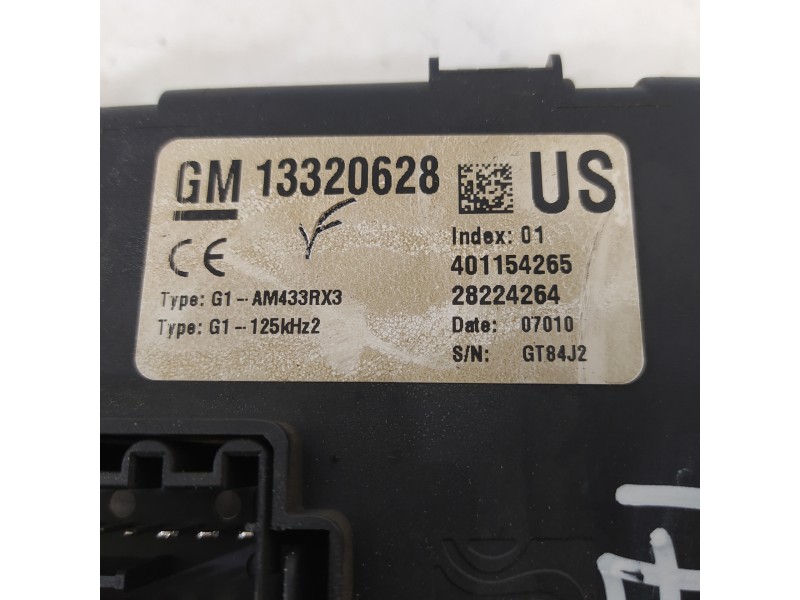 GM 13320628 US
CE
Index: 01
401154265
Type: G1--AM433RX3
28224264
Type: G1--125kHz2
Date: 07010
S/N: GT84J2